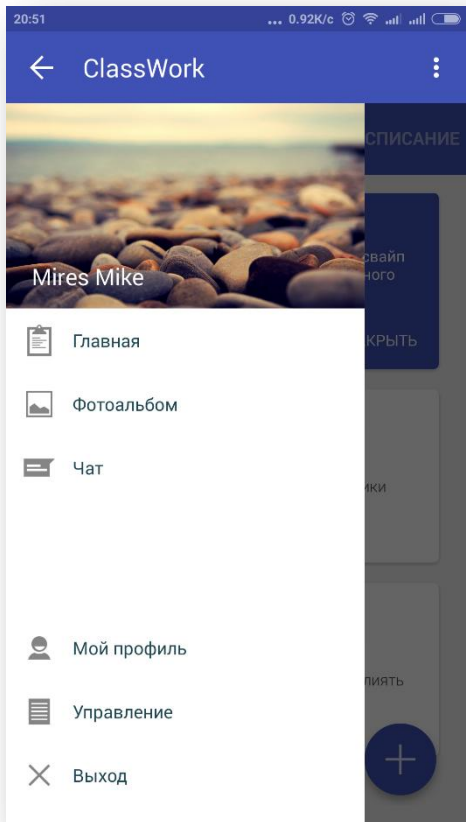 20:51 ... 0.92K/c
ClassWork
СПИСАНИЕ
свайп
ного
КРЫТЬ
Mires Mike
Главная
Фотоальбом
Чат
ики
Мой профиль
лиять
Управление
Выход